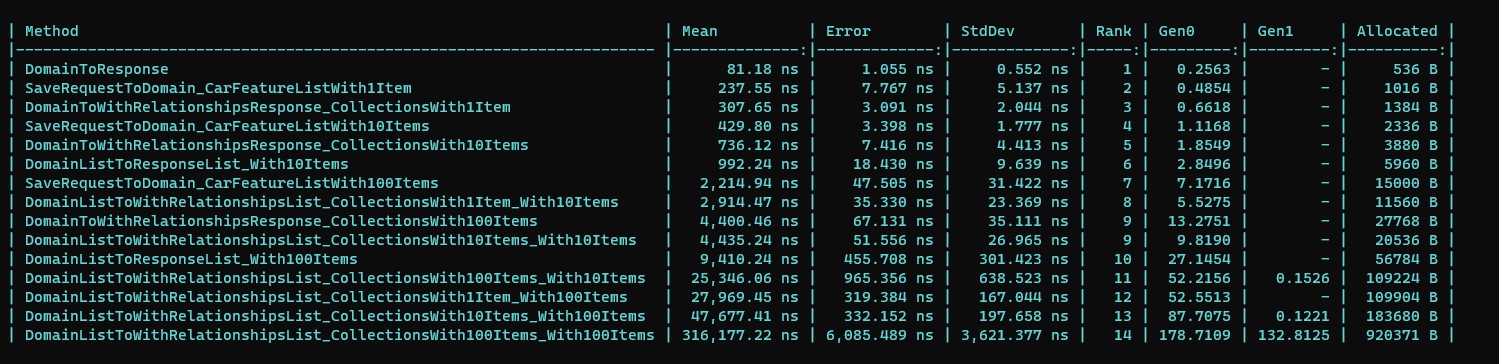 | Method | Mean | Error | StdDev | Rank | Gen0 | Gen1 | Allocated |
|----------------------------------------------------------------------- |--------------:|-------------:|-------------:|-----:|---------:|---------:|----------:|
| DomainToResponse | 81.18 ns | 1.055 ns | 0.552 ns | 1 | 0.2563 | - | 536 B |
| SaveRequestToDomain_CarFeatureListWith1Item | 237.55 ns | 7.767 ns | 5.137 ns | 2 | 0.4854 | - | 1016 B |
| DomainToWithRelationshipsResponse_CollectionsWith1Item | 307.65 ns | 3.091 ns | 2.044 ns | 3 | 0.6618 | - | 1384 B |
| SaveRequestToDomain_CarFeatureListWith10Items | 429.80 ns | 3.398 ns | 1.777 ns | 4 | 1.1168 | - | 2336 B |
| DomainToWithRelationshipsResponse_CollectionsWith10Items | 736.12 ns | 7.416 ns | 4.413 ns | 5 | 1.8549 | - | 3880 B |
| DomainListToResponseList_With10Items | 992.24 ns | 18.430 ns | 9.639 ns | 6 | 2.8496 | - | 5960 B |
| SaveRequestToDomain_CarFeatureListWith100Items | 2,214.94 ns | 47.505 ns | 31.422 ns | 7 | 7.1716 | - | 15000 B |
| DomainListToWithRelationshipsList_CollectionsWith1Item_With10Items | 2,914.47 ns | 35.330 ns | 23.369 ns | 8 | 5.5275 | - | 11560 B |
| DomainToWithRelationshipsResponse_CollectionsWith100Items | 4,400.46 ns | 67.131 ns | 35.111 ns | 9 | 13.2751 | - | 27768 B |
| DomainListToWithRelationshipsList_CollectionsWith10Items_With10Items | 4,435.24 ns | 51.556 ns | 26.965 ns | 9 | 9.8190 | - | 20536 B |
| DomainListToResponseList_With100Items | 9,410.24 ns | 455.708 ns | 301.423 ns | 10 | 27.1454 | - | 56784 B |
| DomainListToWithRelationshipsList_CollectionsWith100Items_With10Items | 25,346.06 ns | 965.356 ns | 638.523 ns | 11 | 52.2156 | 0.1526 | 109224 B |
| DomainListToWithRelationshipsList_CollectionsWith1Item_With100Items | 27,969.45 ns | 319.384 ns | 167.044 ns | 12 | 52.5513 | - | 109904 B |
| DomainListToWithRelationshipsList_CollectionsWith10Items_With100Items | 47,677.41 ns | 332.152 ns | 197.658 ns | 13 | 87.7075 | 0.1221 | 183680 B |
| DomainListToWithRelationshipsList_CollectionsWith100Items_With100Items | 316,177.22 ns | 6,085.489 ns | 3,621.377 ns | 14 | 178.7109 | 132.8125 | 920371 B |